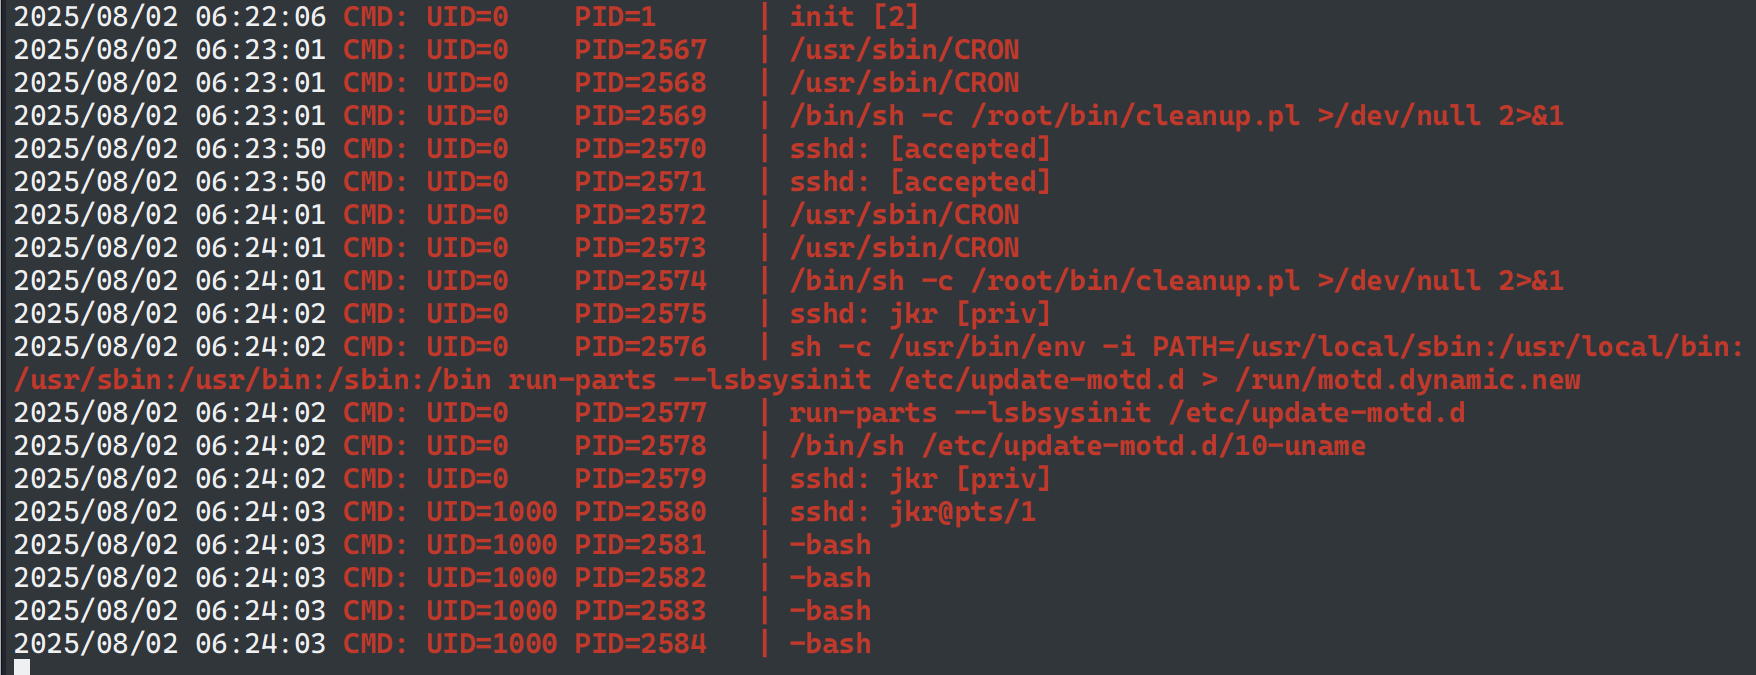 2025/08/02 06:22:06 CMD: UID=0    PID=1      | init [2]
2025/08/02 06:23:01 CMD: UID=0    PID=2567   | /usr/sbin/CRON
2025/08/02 06:23:01 CMD: UID=0    PID=2568   | /usr/sbin/CRON
2025/08/02 06:23:01 CMD: UID=0    PID=2569   | /bin/sh -c /root/bin/cleanup.pl >/dev/null 2>&1
2025/08/02 06:23:50 CMD: UID=0    PID=2570   | sshd: [accepted]
2025/08/02 06:23:50 CMD: UID=0    PID=2571   | sshd: [accepted]
2025/08/02 06:24:01 CMD: UID=0    PID=2572   | /usr/sbin/CRON
2025/08/02 06:24:01 CMD: UID=0    PID=2573   | /usr/sbin/CRON
2025/08/02 06:24:01 CMD: UID=0    PID=2574   | /bin/sh -c /root/bin/cleanup.pl >/dev/null 2>&1
2025/08/02 06:24:02 CMD: UID=0    PID=2575   | sshd: jkr [priv]
2025/08/02 06:24:02 CMD: UID=0    PID=2576   | sh -c /usr/bin/env -i PATH=/usr/local/sbin:/usr/local/bin:
/usr/sbin:/usr/bin:/sbin:/bin run-parts --lsbsysinit /etc/update-motd.d > /run/motd.dynamic.new
2025/08/02 06:24:02 CMD: UID=0    PID=2577   | run-parts --lsbsysinit /etc/update-motd.d
2025/08/02 06:24:02 CMD: UID=0    PID=2578   | /bin/sh /etc/update-motd.d/10-uname
2025/08/02 06:24:02 CMD: UID=0    PID=2579   | sshd: jkr [priv]
2025/08/02 06:24:03 CMD: UID=1000 PID=2580   | sshd: jkr@pts/1
2025/08/02 06:24:03 CMD: UID=1000 PID=2581   | -bash
2025/08/02 06:24:03 CMD: UID=1000 PID=2582   | -bash
2025/08/02 06:24:03 CMD: UID=1000 PID=2583   | -bash
2025/08/02 06:24:03 CMD: UID=1000 PID=2584   | -bash